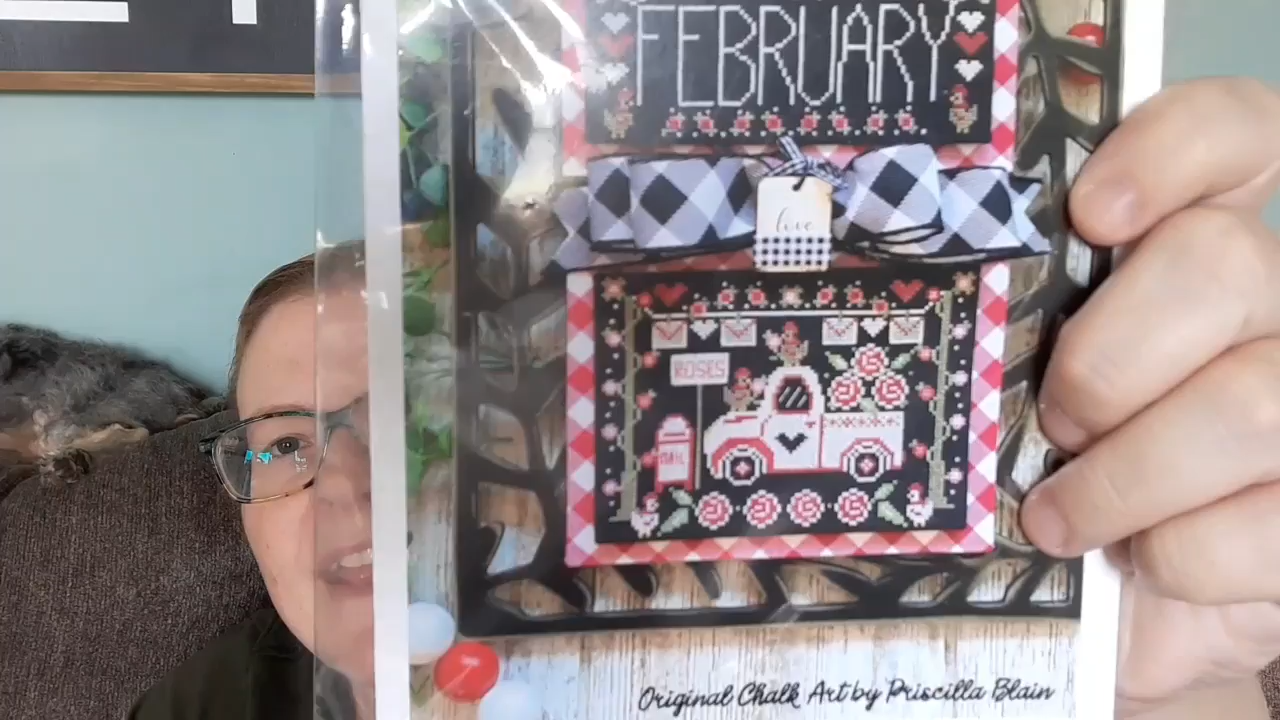 FEBRUARY
love
ROSES
MAIL
Original Chalk Art by Priscilla Blain